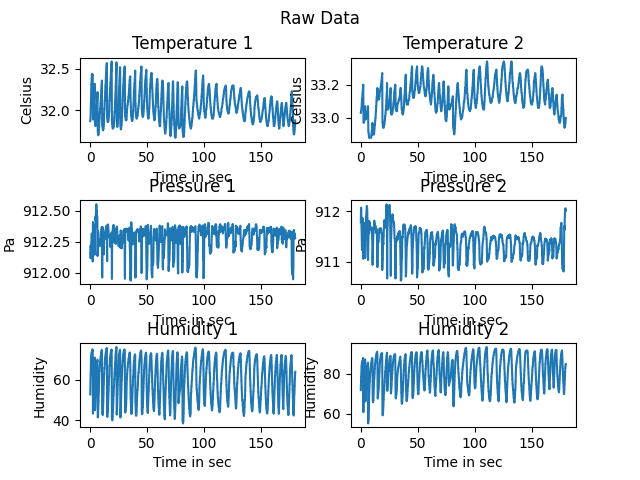 Raw Data
Temperature 1
Temperature 2
Celsius
32.5
32.0
0 50 100 150
Time in sec
Celsius
33.2
33.0
0 50 100 150
Time in sec
Pressure 1
Pressure 2
Pa
912.50
912.25
912.00
0 50 100 150
Time in sec
Pa
912
911
0 50 100 150
Time in sec
Humidity 1
Humidity 2
Humidity
60
40
0 50 100 150
Time in sec
Humidity
80
60
0 50 100 150
Time in sec